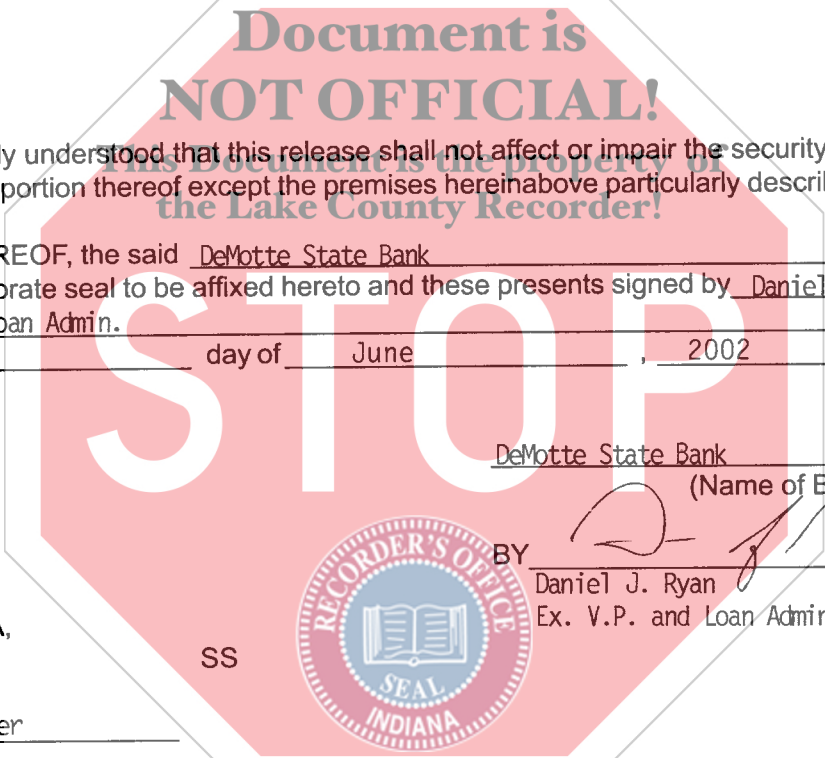 Document is
NOT OFFICIAL!
ly understood that this release shall not affect or impair the security
This Document is the property of
portion thereof except the premises hereinabove particularly descri
the Lake County Recorder!
REOF, the said DeMotte State Bank
orate seal to be affixed hereto and these presents signed by Daniel
oan Admin.
day of June , 2002
STOP
DeMotte State Bank
(Name of B
BY
Daniel J. Ryan
Ex. V.P. and Loan Admin
RECORDER'S OFFICE
SEAL
INDIANA
A,
SS
er